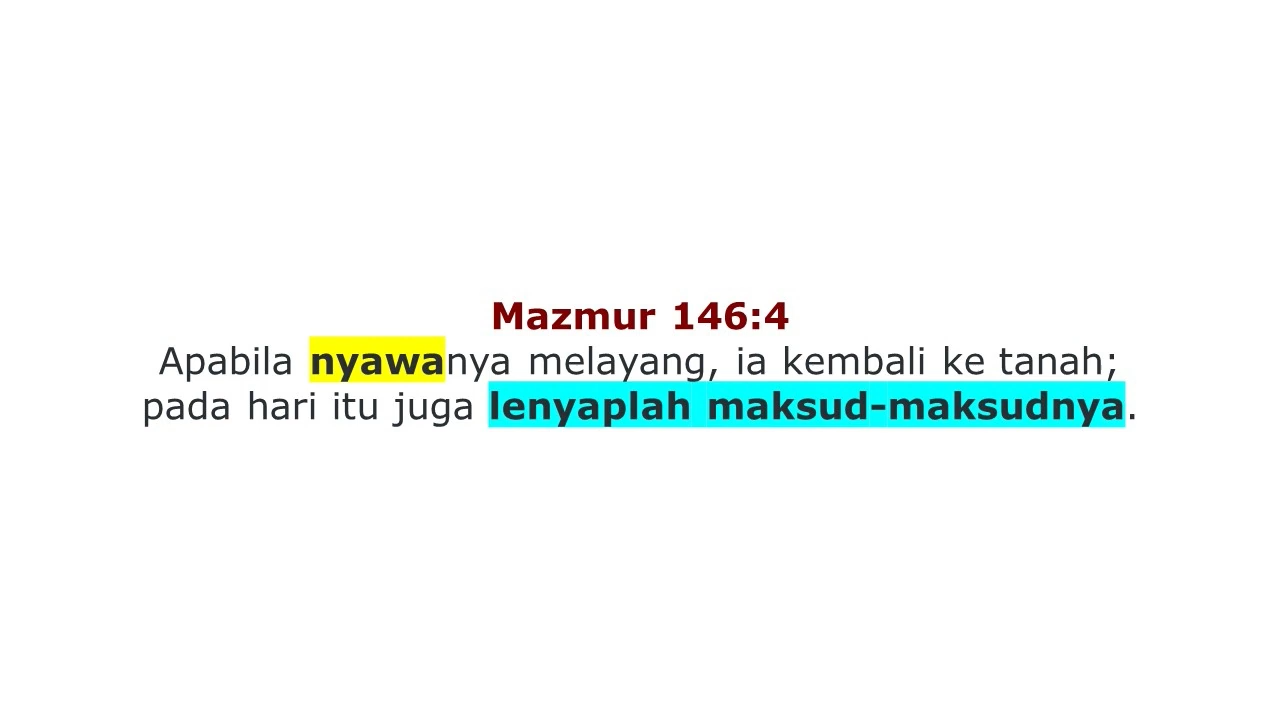 Mazmur 146:4
Apabila nyawanya melayang, ia kembali ke tanah;
pada hari itu juga lenyaplah maksud-maksudnya.